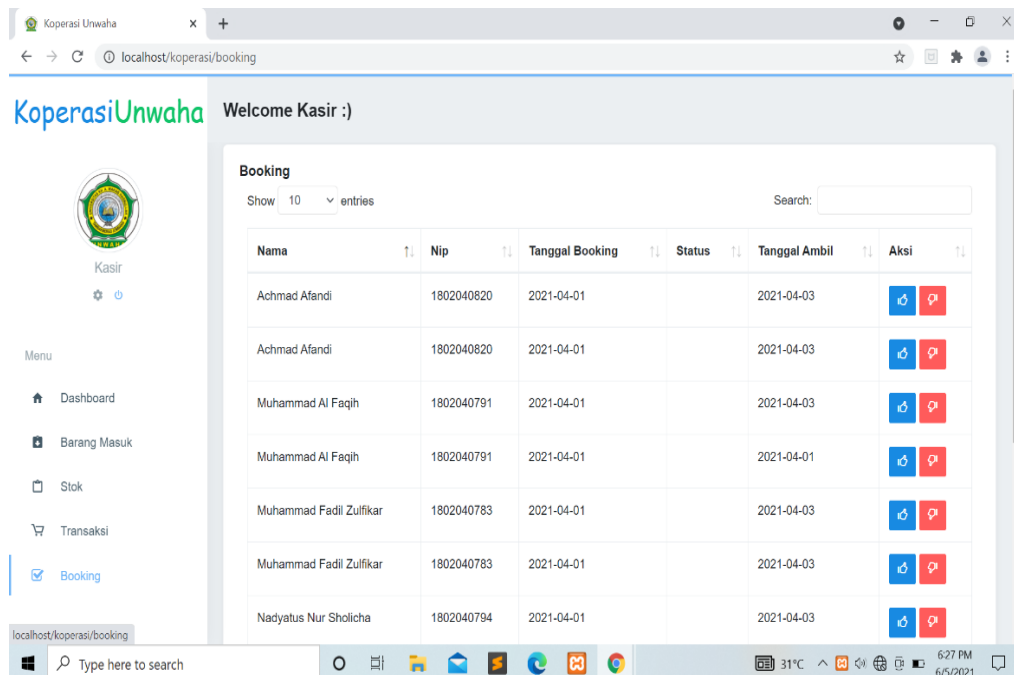 Koperasi Unwaha
localhost/koperasi/booking
KoperasiUnwaha
Welcome Kasir :)
Kasir
Menu
Dashboard
Barang Masuk
Stok
Transaksi
Booking
Booking
Show 10 entries
Search:
Nama Nip Tanggal Booking Status Tanggal Ambil Aksi
Achmad Afandi 1802040820 2021-04-01 2021-04-03
Achmad Afandi 1802040820 2021-04-01 2021-04-03
Muhammad Al Faqih 1802040791 2021-04-01 2021-04-03
Muhammad Al Faqih 1802040791 2021-04-01 2021-04-01
Muhammad Fadil Zulfikar 1802040783 2021-04-01 2021-04-03
Muhammad Fadil Zulfikar 1802040783 2021-04-01 2021-04-03
Nadyatus Nur Sholicha 1802040794 2021-04-01 2021-04-03
localhost/koperasi/booking
Type here to search
31°C
6:27 PM
6/5/2021